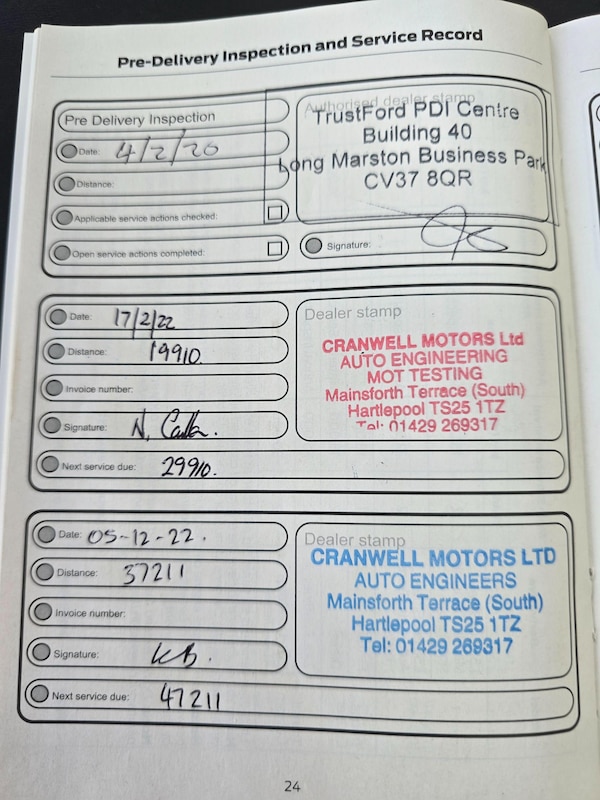 Pre-Delivery Inspection and Service Record
Pre Delivery Inspection
Date: 4/2/20
Distance:
Applicable service actions checked:
Open service actions completed:
Authorised dealer stamp
TrustFord PDI Centre
Building 40
Long Marston Business Park
CV37 8QR
Signature:
Date: 17/2/22
Distance: 19910.
Invoice number:
Signature: N.
Next service due: 29910.
Dealer stamp
CRANWELL MOTORS Ltd
AUTO ENGINEERING
MOT TESTING
Mainsforth Terrace (South)
Hartlepool TS25 1TZ
Tel: 01429 269317
Date: 05-12-22.
Distance: 37211
Invoice number:
Signature: KB.
Next service due: 47211
Dealer stamp
CRANWELL MOTORS LTD
AUTO ENGINEERS
Mainsforth Terrace (South)
Hartlepool TS25 1TZ
Tel: 01429 269317
24